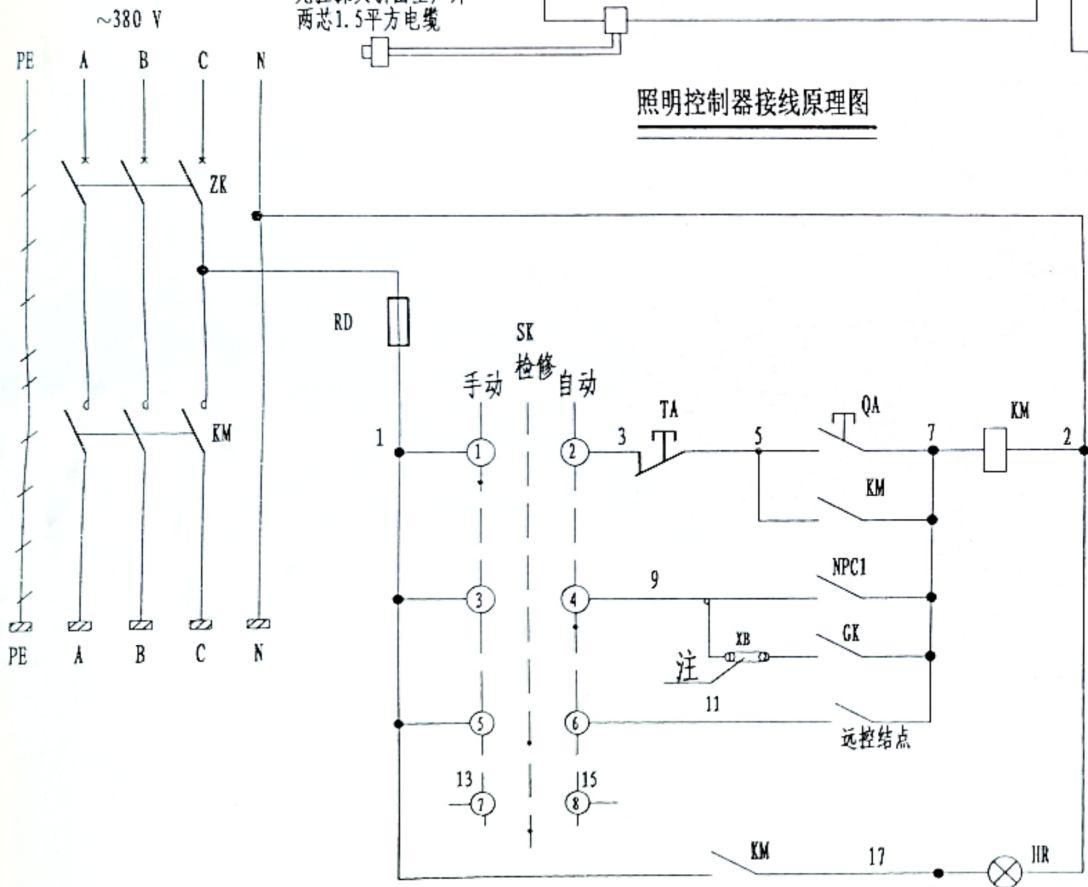 ~380 V
两芯1.5平方电缆
PE A B C N
照明控制器接线原理图
ZK
RD
SK
手动 检修 自动
KM
1 ① ② 3 TA 5 QA 7 KM 2
KM
③ ④ 9 NPC1
XB GK
注
11
⑤ ⑥
远控结点
PE A B C N
13 ⑦ ⑧ 15
KM 17 HR